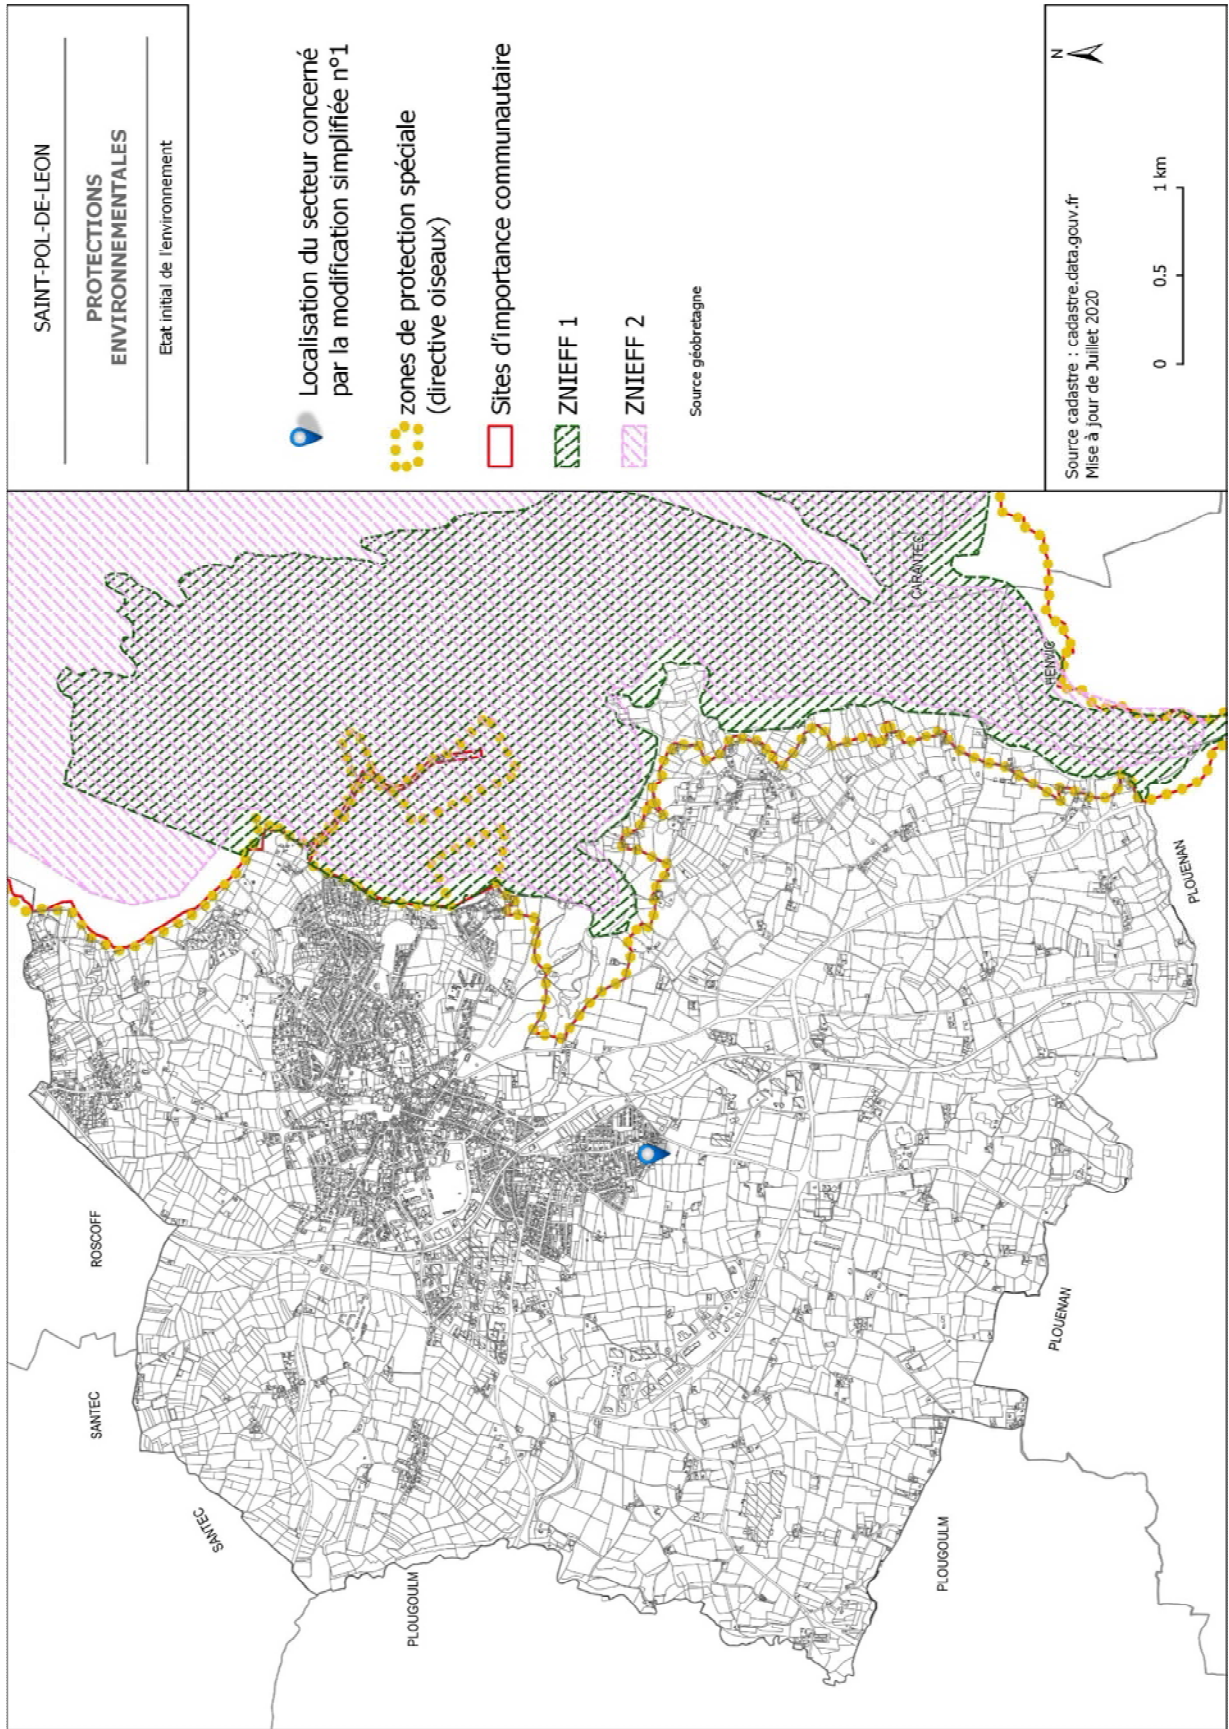 SAINT-POL-DE-LEON
PROTECTIONS
ENVIRONNEMENTALES
Etat initial de l'environnement
Localisation du secteur concerné
par la modification simplifiée n°1
zones de protection spéciale
(directive oiseaux)
Sites d'importance communautaire
ZNIEFF 1
ZNIEFF 2
Source géobretagne
Source cadastre : cadastre.data.gouv.fr
Mise à jour de Juillet 2020
N
0 0.5 1 km
SANTEC
ROSCOFF
SANTEC
PLOUGOULM
CARANTEC
HENVIC
PLOUENAN
PLOUENAN
PLOUGOULM